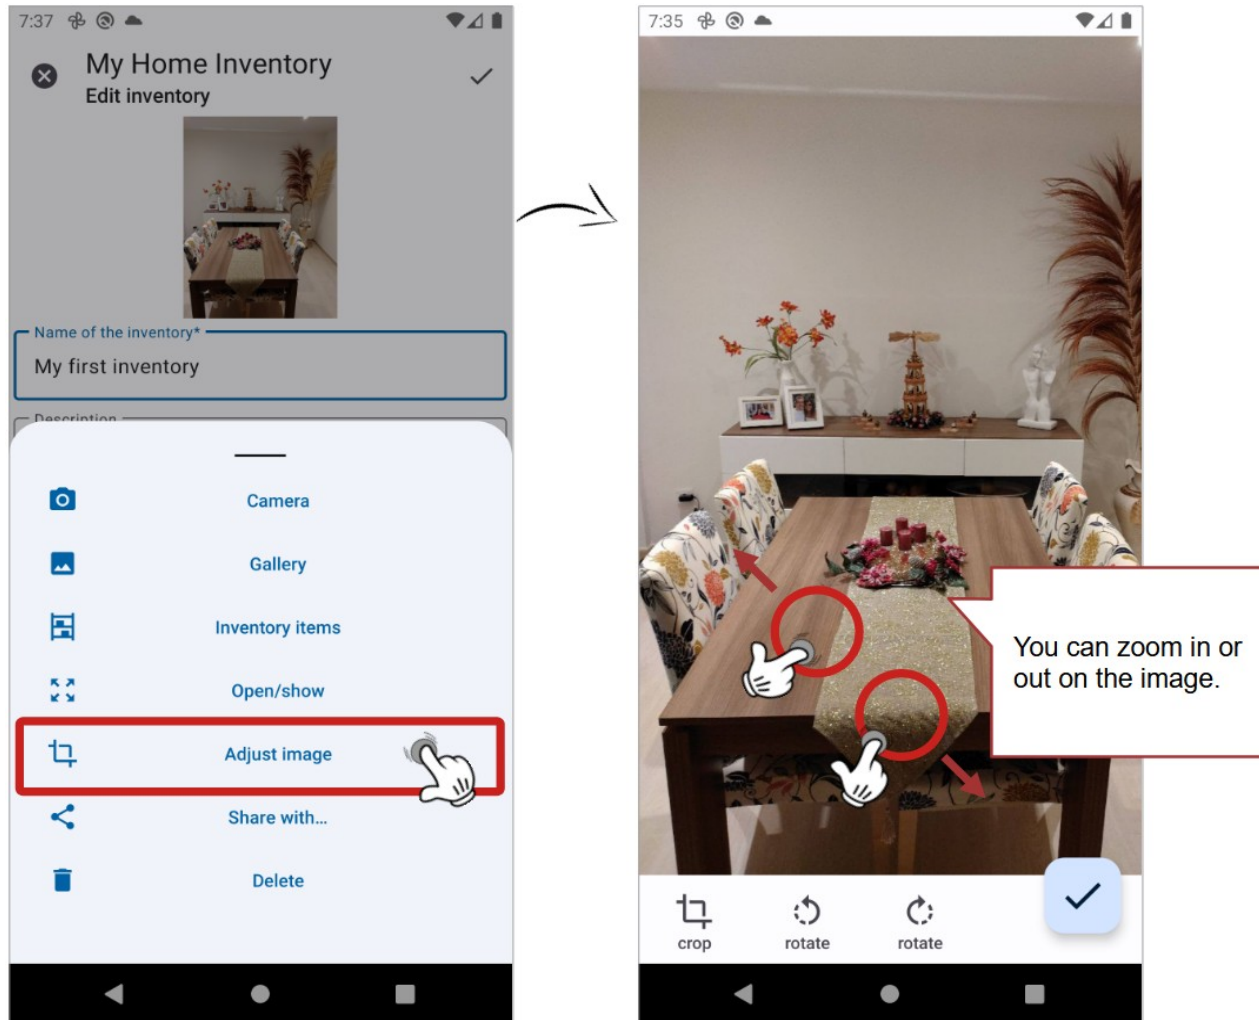 7:37
My Home Inventory
Edit inventory
Name of the inventory*
My first inventory
Description
Camera
Gallery
Inventory items
Open/show
Adjust image
Share with...
Delete
7:35
You can zoom in or
out on the image.
crop
rotate
rotate